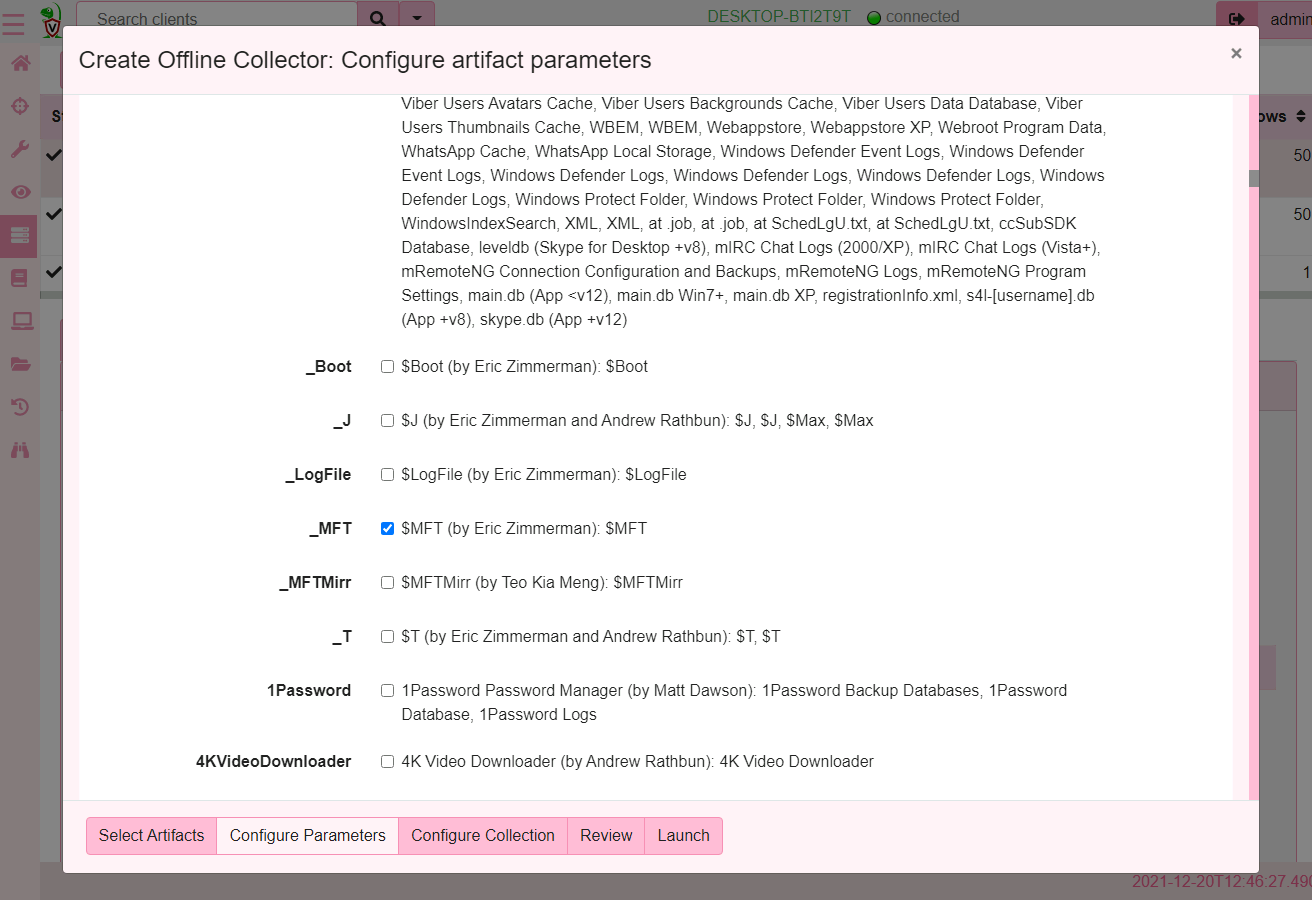 Search clients
DESKTOP-BTI2T9T connected
admin
Create Offline Collector: Configure artifact parameters
×
Viber Users Avatars Cache, Viber Users Backgrounds Cache, Viber Users Data Database, Viber
Users Thumbnails Cache, WBEM, WBEM, Webappstore, Webappstore XP, Webroot Program Data,
WhatsApp Cache, WhatsApp Local Storage, Windows Defender Event Logs, Windows Defender
Event Logs, Windows Defender Logs, Windows Defender Logs, Windows Defender Logs, Windows
Defender Logs, Windows Protect Folder, Windows Protect Folder, Windows Protect Folder,
WindowsIndexSearch, XML, XML, at .job, at .job, at SchedLgU.txt, at SchedLgU.txt, ccSubSDK
Database, leveldb (Skype for Desktop +v8), mIRC Chat Logs (2000/XP), mIRC Chat Logs (Vista+),
mRemoteNG Connection Configuration and Backups, mRemoteNG Logs, mRemoteNG Program
Settings, main.db (App <v12), main.db Win7+, main.db XP, registrationInfo.xml, s4l-[username].db
(App +v8), skype.db (App +v12)
_Boot $Boot (by Eric Zimmerman): $Boot
_J $J (by Eric Zimmerman and Andrew Rathbun): $J, $J, $Max, $Max
_LogFile $LogFile (by Eric Zimmerman): $LogFile
_MFT $MFT (by Eric Zimmerman): $MFT
_MFTMirr $MFTMirr (by Teo Kia Meng): $MFTMirr
_T $T (by Eric Zimmerman and Andrew Rathbun): $T, $T
1Password 1Password Password Manager (by Matt Dawson): 1Password Backup Databases, 1Password
Database, 1Password Logs
4KVideoDownloader 4K Video Downloader (by Andrew Rathbun): 4K Video Downloader
Select Artifacts Configure Parameters Configure Collection Review Launch
ows
50
50
1
2021-12-20T12:46:27.490